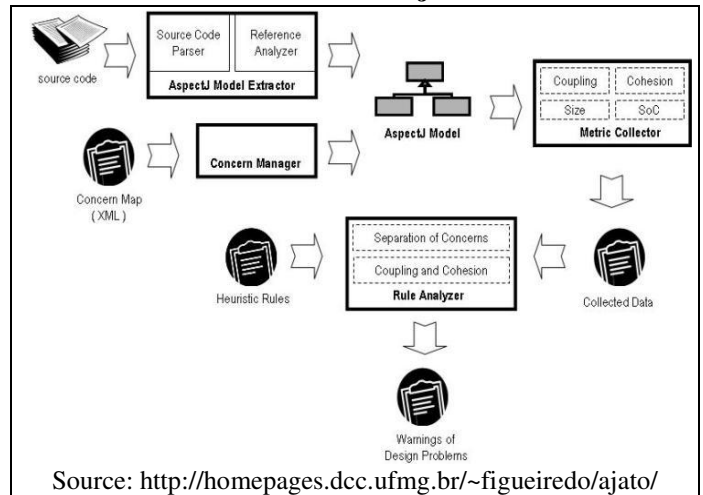 Source Code
Parser
Reference
Analyzer
source code
AspectJ Model Extractor
Coupling
Cohesion
Size
SoC
Metric Collector
AspectJ Model
Concern Manager
Concern Map
( XML )
Separation of Concerns
Coupling and Cohesion
Rule Analyzer
Heuristic Rules
Collected Data
Warnings of
Design Problems
Source: http://homepages.dcc.ufmg.br/~figueiredo/ajato/